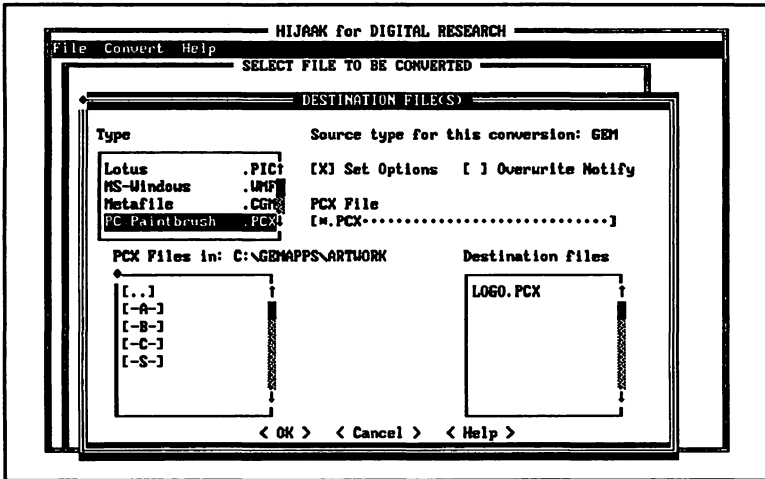 HIJAAK for DIGITAL RESEARCH
File Convert Help
SELECT FILE TO BE CONVERTED
DESTINATION FILE(S)
Type Source type for this conversion: GEM
Lotus .PIC↑ [X] Set Options [ ] Overwrite Notify
MS-Windows .WMF
Metafile .CGM PCX File
PC Paintbrush .PCX↓ [*.PCX·····························]
PCX Files in: C:\GEMAPPS\ARTWORK Destination files
[..] LOGO.PCX
[-A-]
[-B-]
[-C-]
[-S-]
< OK > < Cancel > < Help >